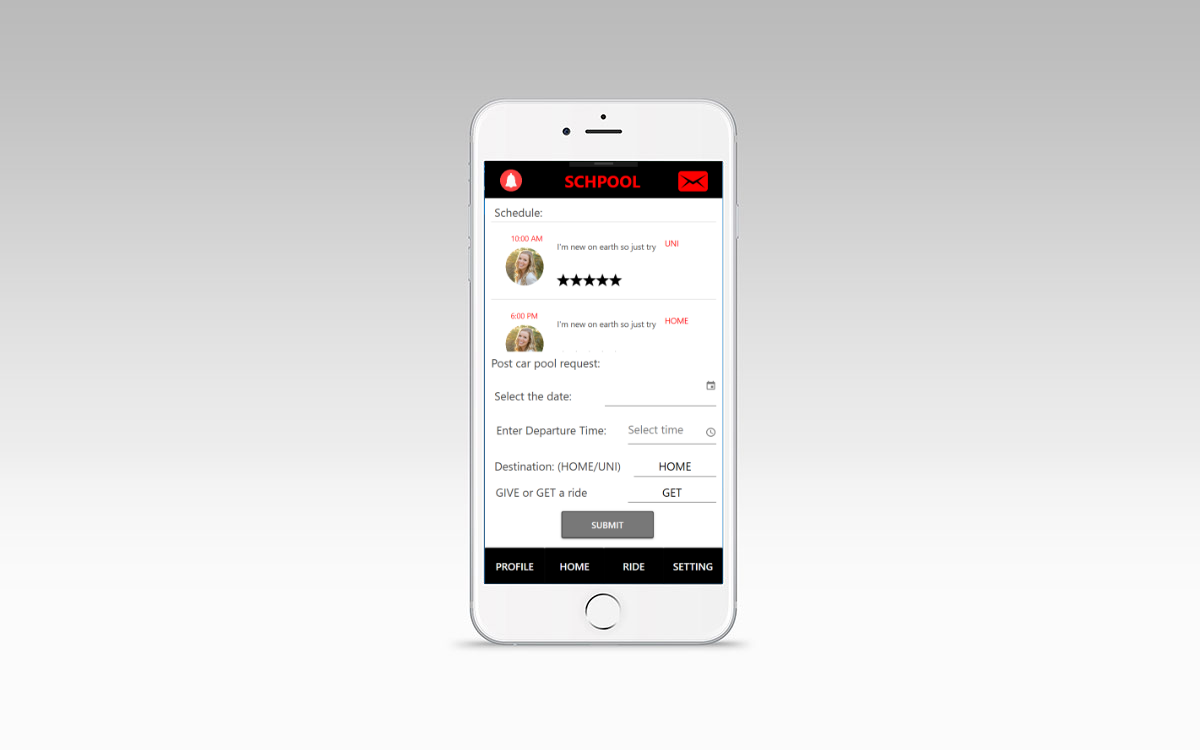 SCHPOOL
Schedule:
10:00 AM
I'm new on earth so just try
UNI
6:00 PM
I'm new on earth so just try
HOME
Post car pool request:
Select the date:
Enter Departure Time: Select time
Destination: (HOME/UNI) HOME
GIVE or GET a ride GET
SUBMIT
PROFILE HOME RIDE SETTING